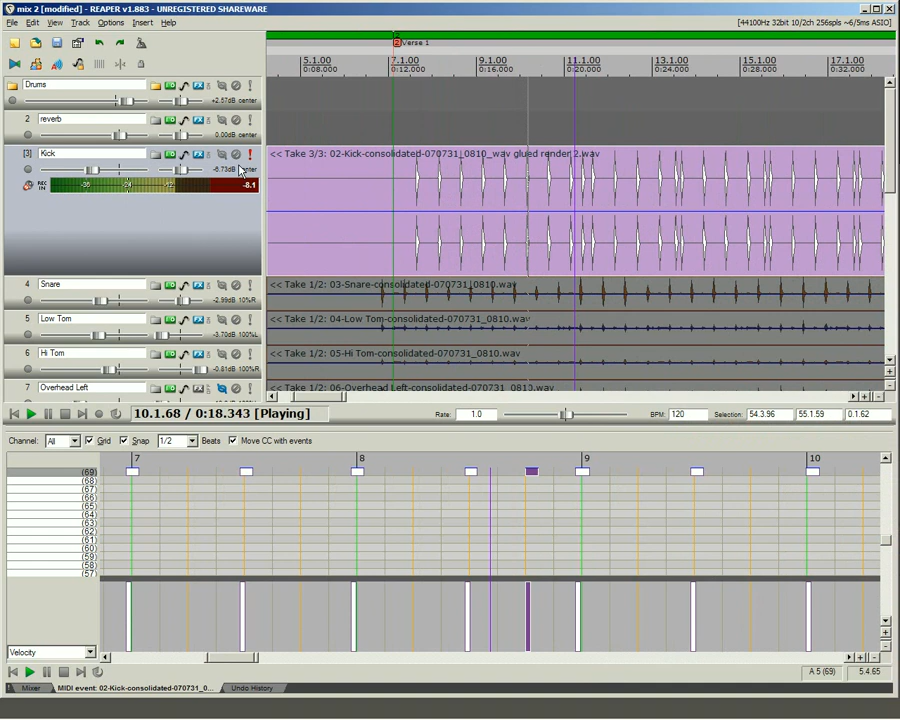 mix 2 [modified] - REAPER v1.883 - UNREGISTERED SHAREWARE
File Edit View Track Options Insert Help
[44100Hz 32bit 10/2ch 256spls ~6/5ms ASIO]
2 Verse 1
5.1.00 7.1.00 9.1.00 11.1.00 13.1.00 15.1.00 17.1.00
0:08.000 0:12.000 0:16.000 0:20.000 0:24.000 0:28.000 0:32.000
Drums
+2.57dB center
2 reverb
0.00dB center
[3] Kick
-6.73dB
REC IN -36 -24 -12 -8.1
<< Take 3/3: 02-Kick-consolidated-070731_0810_wav glued render 2.wav
4 Snare
-2.99dB 10%R
<< Take 1/2: 03-Snare-consolidated-070731_0810.wav
5 Low Tom
-3.70dB 100%L
<< Take 1/2: 04-Low Tom-consolidated-070731_0810.wav
6 Hi Tom
-0.81dB 100%R
<< Take 1/2: 05-Hi Tom-consolidated-070731_0810.wav
7 Overhead Left
<< Take 1/2: 06-Overhead Left-consolidated-070731_0810.wav
10.1.68 / 0:18.343 [Playing]
Rate: 1.0 BPM: 120 Selection: 54.3.96 55.1.59 0.1.62
Channel: All Grid Snap 1/2 Beats Move CC with events
7 8 9 10
(69)
(68)
(67)
(66)
(65)
(64)
(63)
(62)
(61)
(60)
(59)
(58)
(57)
Velocity
A 5 (69) 5.4.65
Mixer MIDI event: 02-Kick-consolidated-070731_0... Undo History